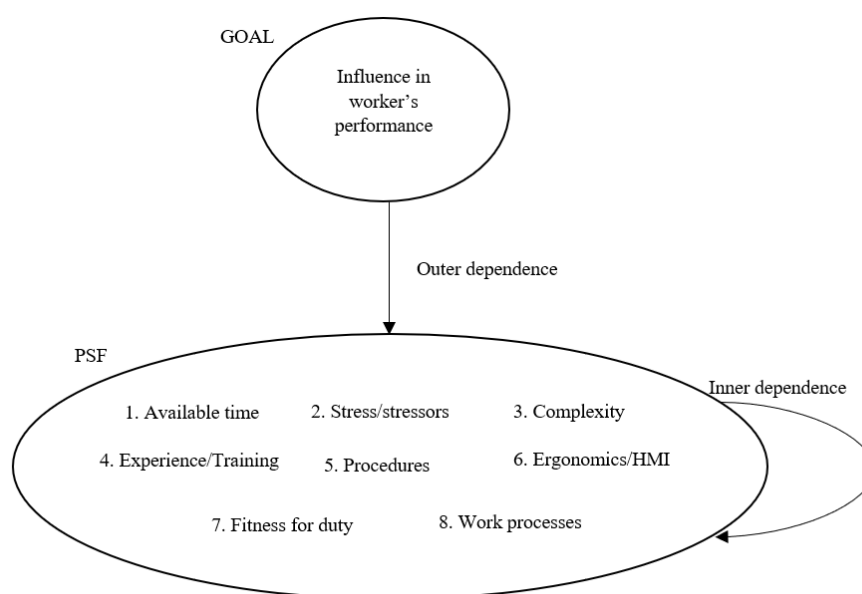 GOAL
Influence in
worker’s
performance
Outer dependence
PSF
Inner dependence
1. Available time
2. Stress/stressors
3. Complexity
4. Experience/Training
5. Procedures
6. Ergonomics/HMI
7. Fitness for duty
8. Work processes